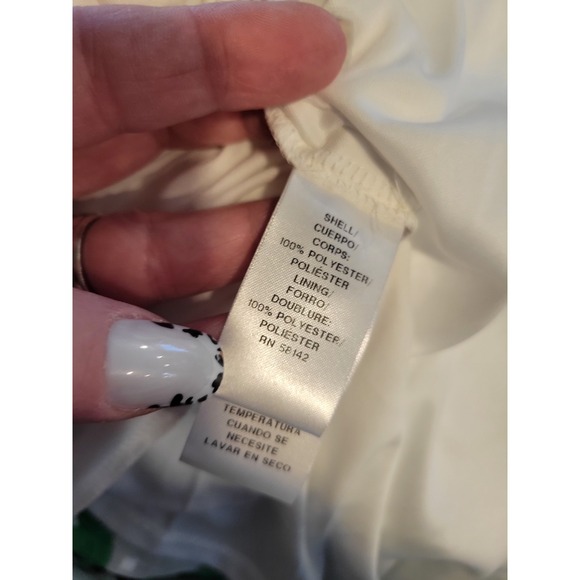 SHELL/
CUERPO/
CORPS:
100% POLYESTER/
POLIÉSTER
LINING/
FORRO/
DOUBLURE:
100% POLYESTER/
POLIÉSTER
RN 58142
TEMPERATURA
CUANDO SE
NECESITE
LAVAR EN SECO